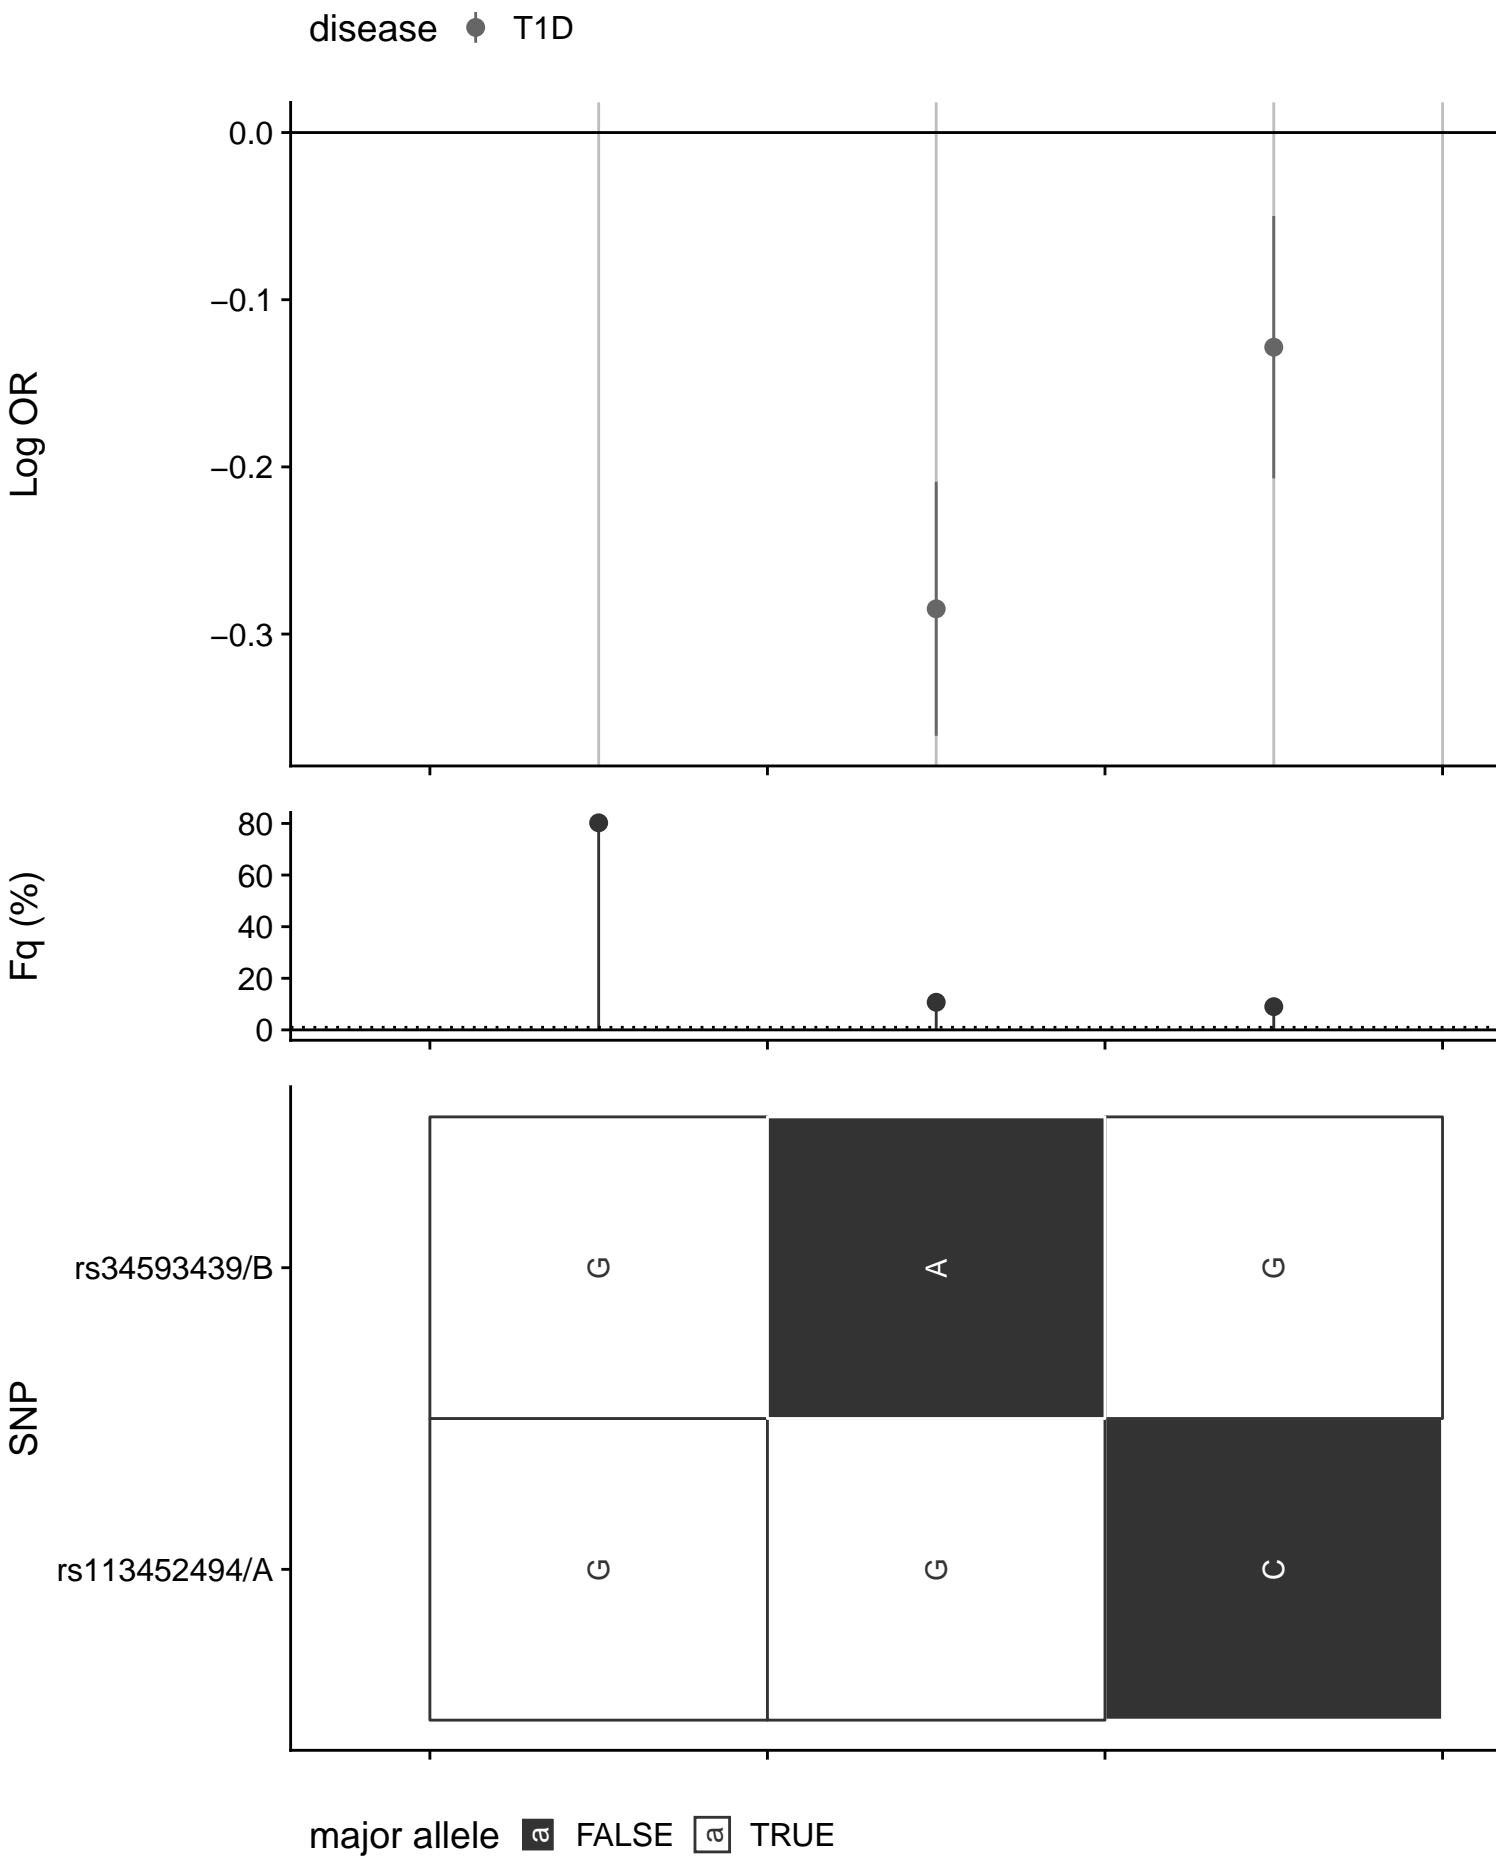 disease T1D
0.0
−0.1
−0.2
−0.3
Log OR
80
60
40
20
0
Fq (%)
rs34593439/B G A G
SNP
rs113452494/A G G C
major allele a FALSE a TRUE